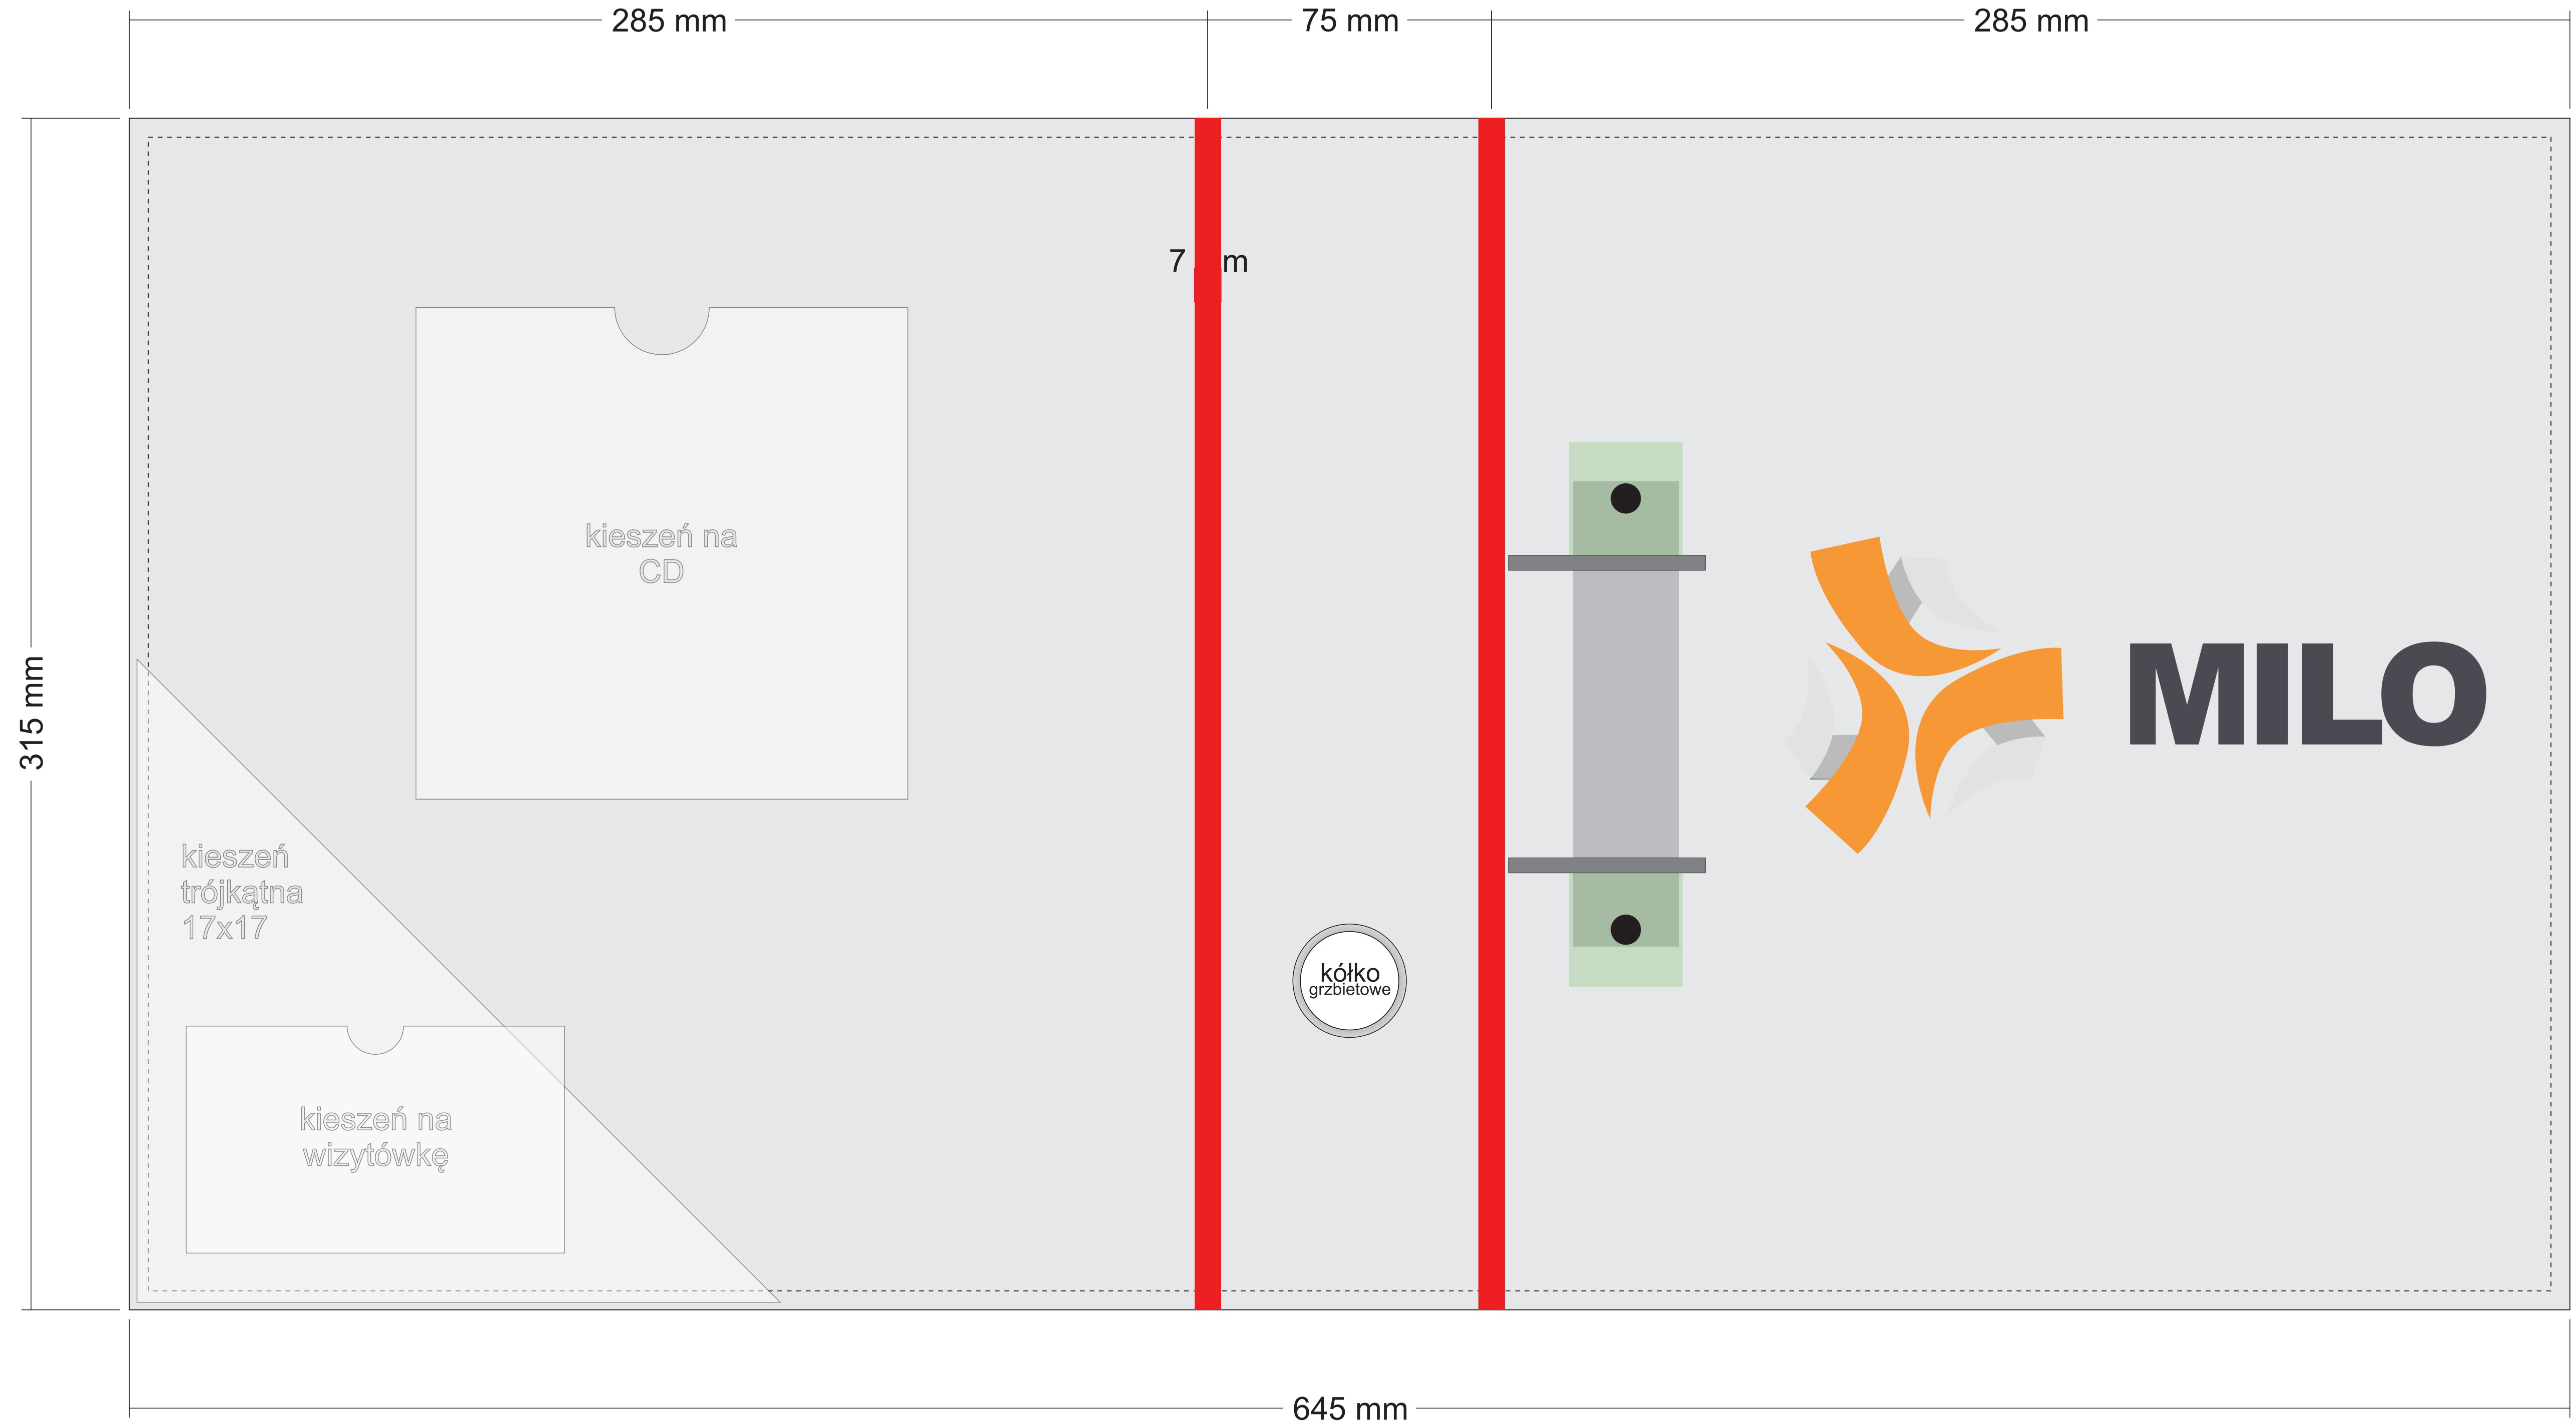 285 mm
75 mm
285 mm
7 m
kieszeń na
CD
315 mm
MILO
kieszeń
trójkątna
17x17
kółko
grzbietowe
kieszeń na
wizytówkę
645 mm